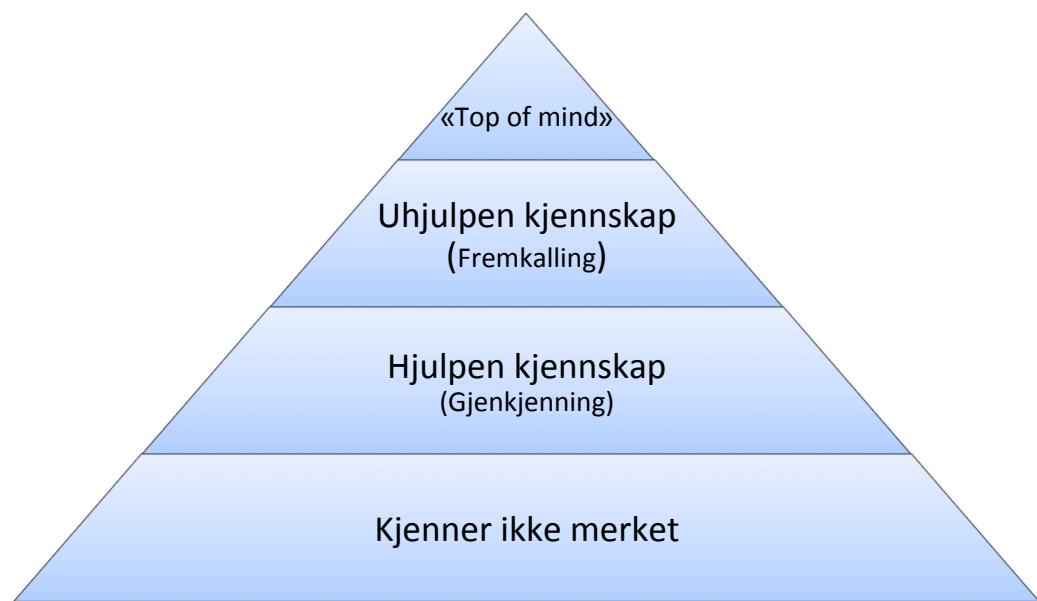 «Top of mind»
Uhjulpen kjennskap
(Fremkalling)
Hjulpen kjennskap
(Gjenkjenning)
Kjenner ikke merket